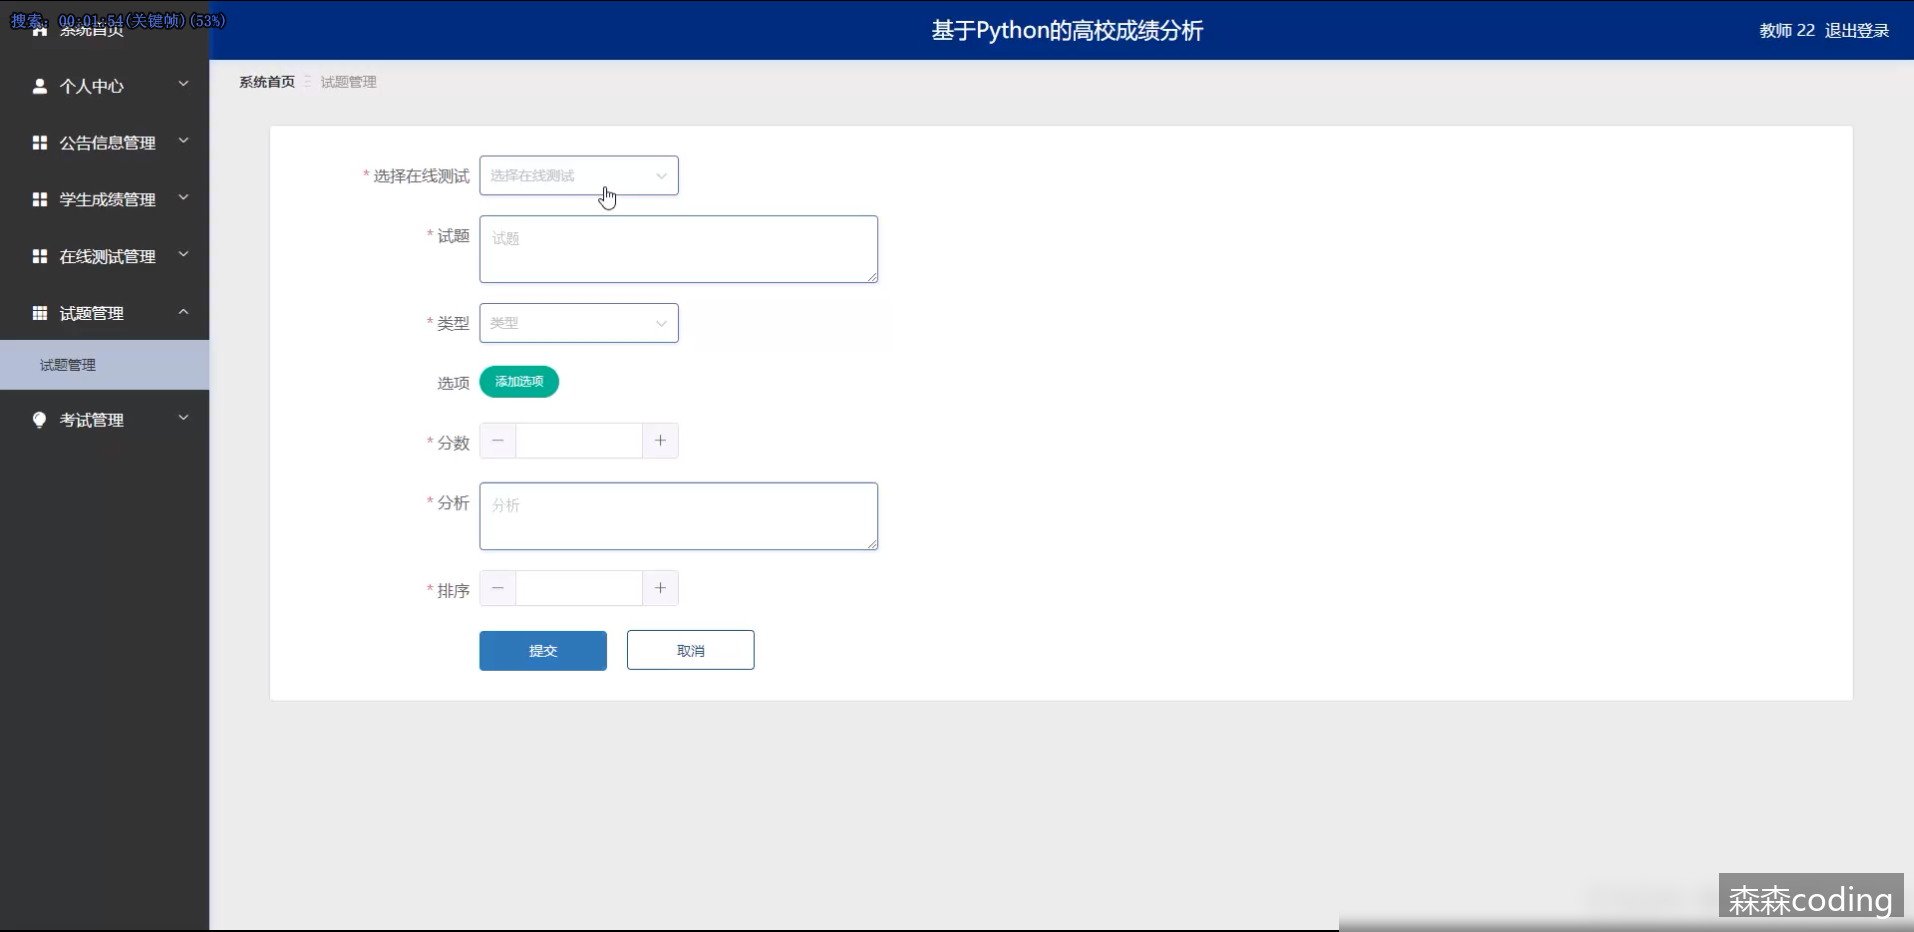 搜索: 00:01:54(关键帧)(53%)
系统首页
基于Python的高校成绩分析
教师 22 退出登录
个人中心
公告信息管理
学生成绩管理
在线测试管理
试题管理
试题管理
考试管理
系统首页 试题管理
* 选择在线测试 选择在线测试
* 试题 试题
* 类型 类型
选项 添加选项
* 分数 − +
* 分析 分析
* 排序 − +
提交 取消
森森coding